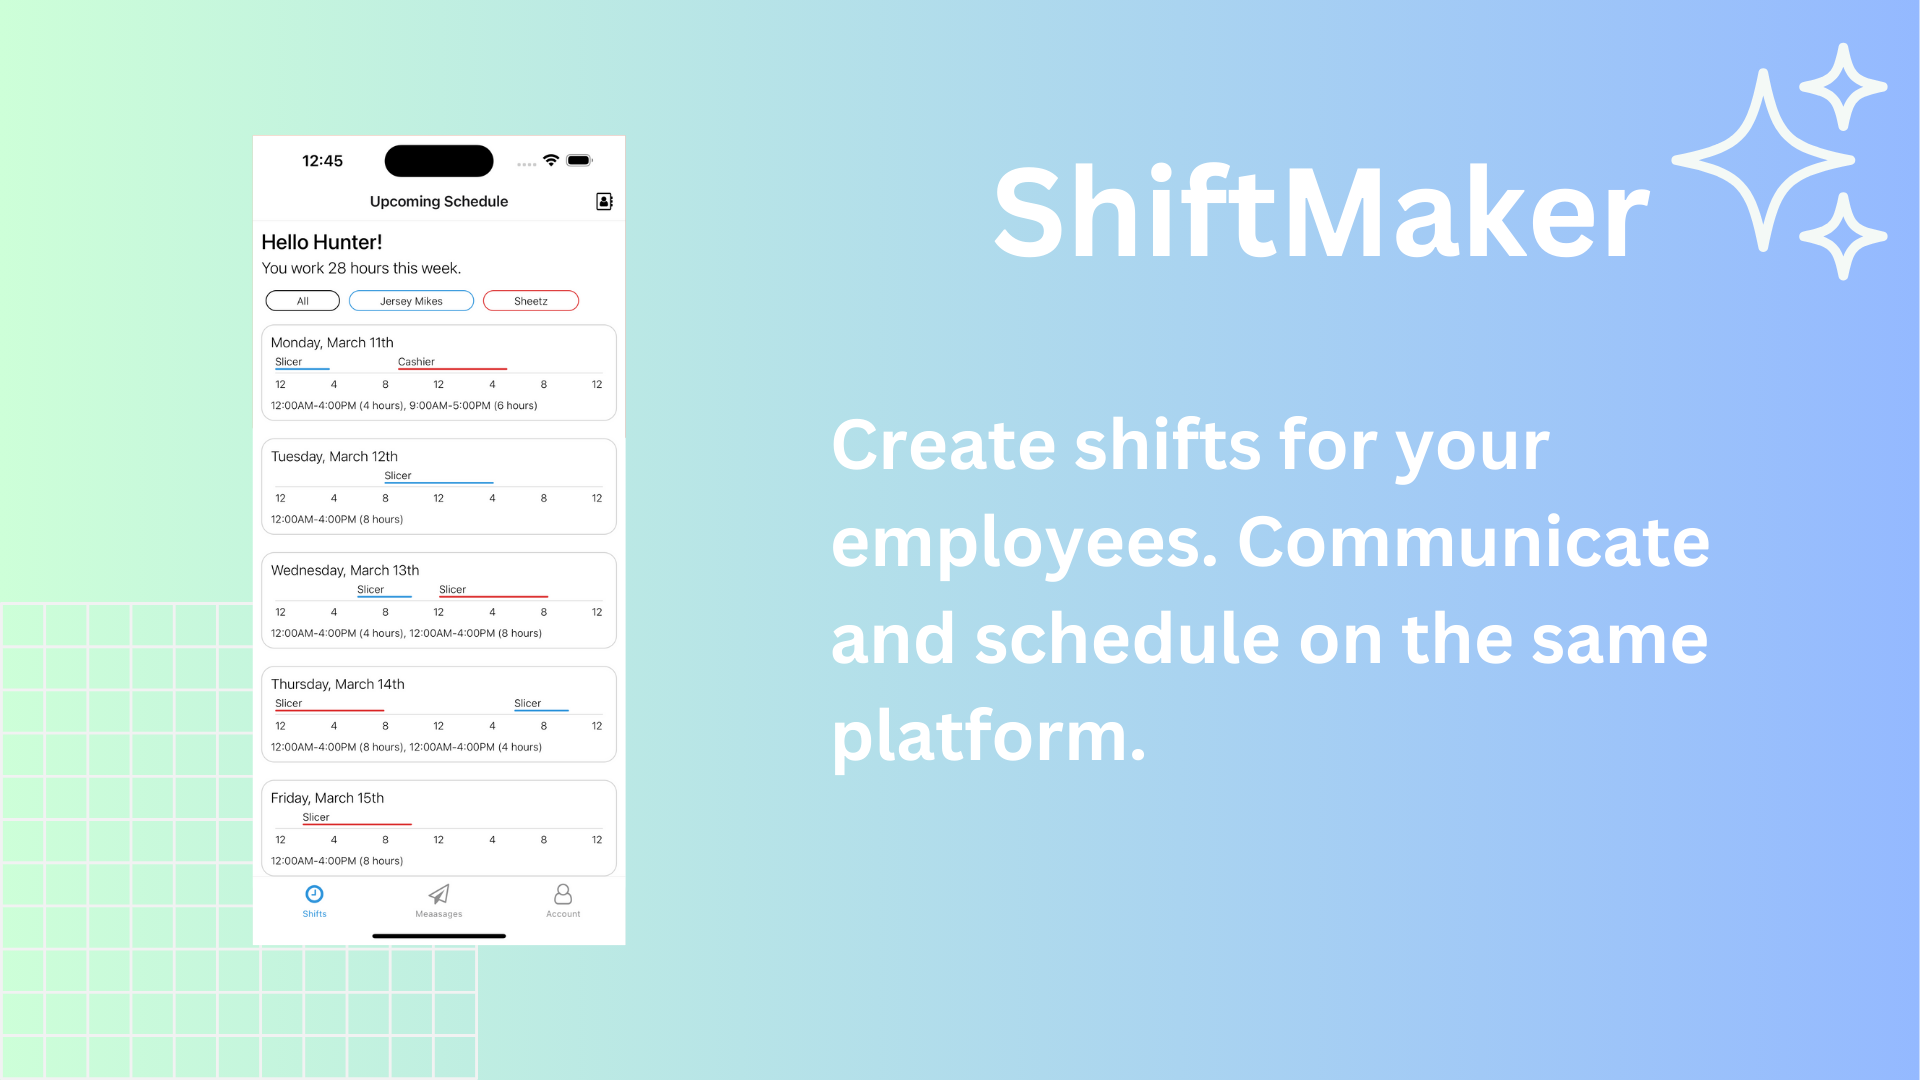 12:45
Upcoming Schedule
Hello Hunter!
You work 28 hours this week.
All Jersey Mikes Sheetz
Monday, March 11th
Slicer Cashier
12 4 8 12 4 8 12
12:00AM-4:00PM (4 hours), 9:00AM-5:00PM (6 hours)
Tuesday, March 12th
Slicer
12 4 8 12 4 8 12
12:00AM-4:00PM (8 hours)
Wednesday, March 13th
Slicer Slicer
12 4 8 12 4 8 12
12:00AM-4:00PM (4 hours), 12:00AM-4:00PM (8 hours)
Thursday, March 14th
Slicer Slicer
12 4 8 12 4 8 12
12:00AM-4:00PM (8 hours), 12:00AM-4:00PM (4 hours)
Friday, March 15th
Slicer
12 4 8 12 4 8 12
12:00AM-4:00PM (8 hours)
Shifts Meaasages Account
ShiftMaker
Create shifts for your
employees. Communicate
and schedule on the same
platform.